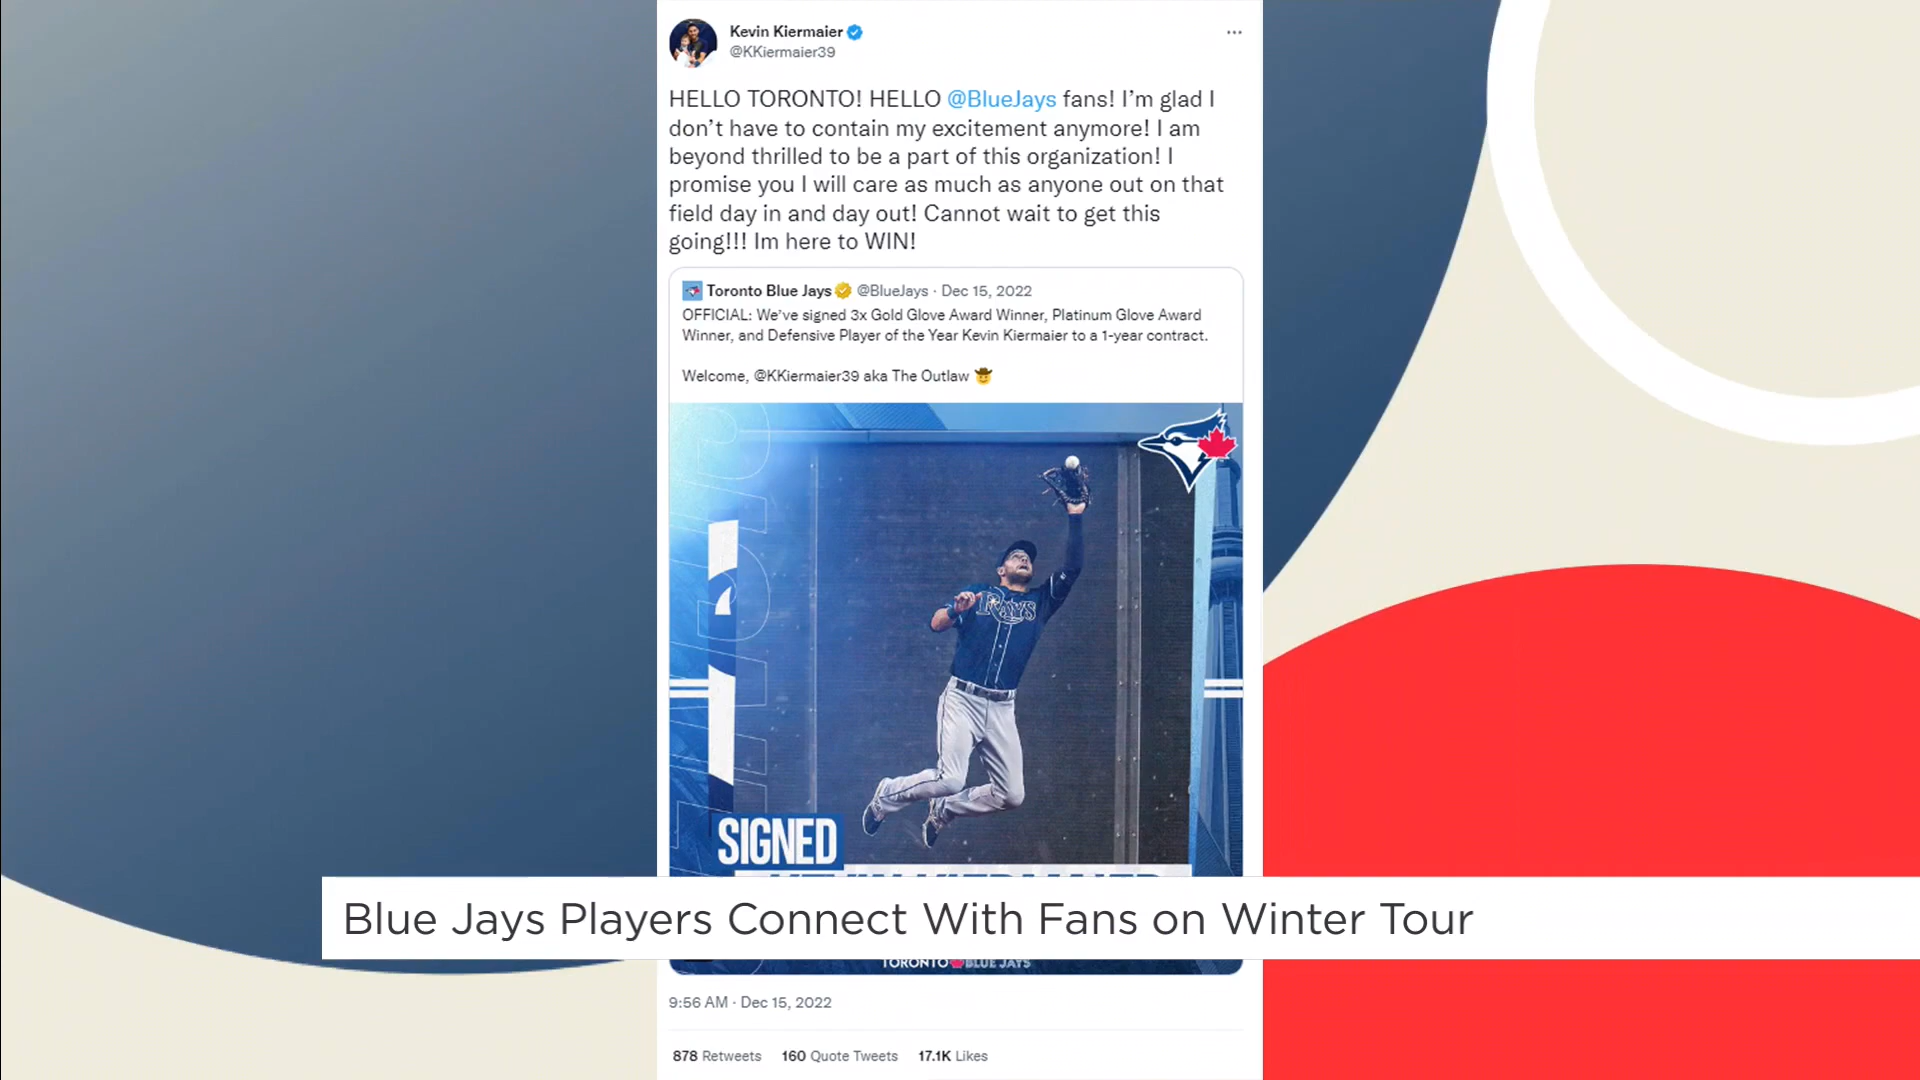 Kevin Kiermaier
@KKiermaier39
HELLO TORONTO! HELLO @BlueJays fans! I'm glad I
don't have to contain my excitement anymore! I am
beyond thrilled to be a part of this organization! I
promise you I will care as much as anyone out on that
field day in and day out! Cannot wait to get this
going!!! Im here to WIN!
Toronto Blue Jays @BlueJays · Dec 15, 2022
OFFICIAL: We've signed 3x Gold Glove Award Winner, Platinum Glove Award
Winner, and Defensive Player of the Year Kevin Kiermaier to a 1-year contract.
Welcome, @KKiermaier39 aka The Outlaw 🤠
RAYS
SIGNED
Blue Jays Players Connect With Fans on Winter Tour
TORONTO BLUE JAYS
9:56 AM · Dec 15, 2022
878 Retweets 160 Quote Tweets 17.1K Likes